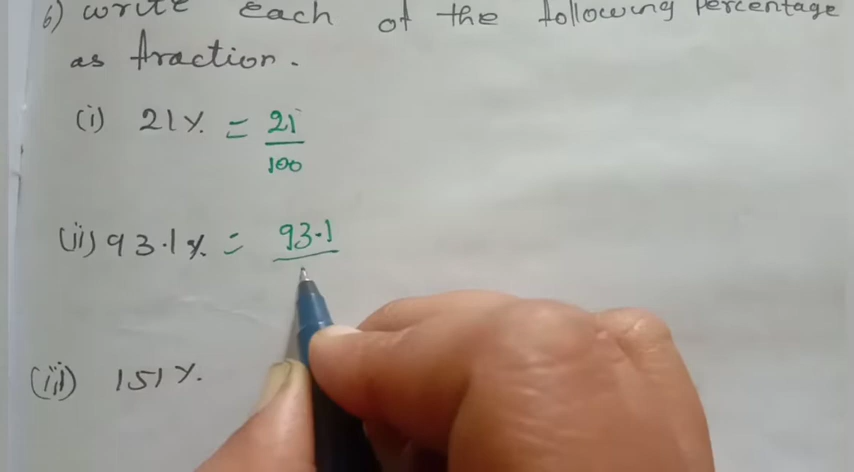 6) write each of the following percentage
as fraction.
(i) 21% = 21
100
(ii) 93.1% = 93.1
(iii) 151%.